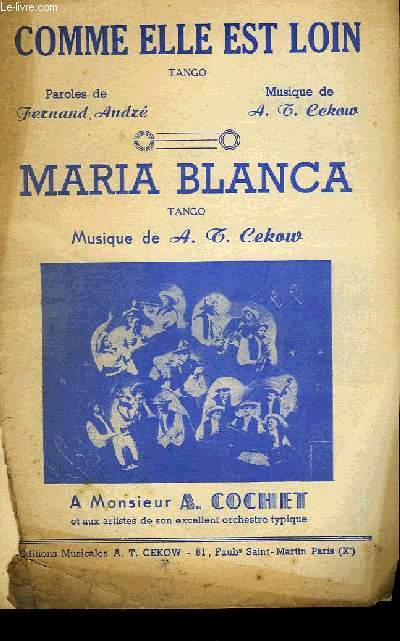 Le-Livre.com
COMME ELLE EST LOIN
TANGO
Paroles de
Fernand André
Musique de
A. T. Cekow
MARIA BLANCA
TANGO
Musique de A. T. Cekow
A Monsieur A. COCHET
et aux artistes de son excellent orchestre typique
Editions Musicales A. T. CEKOW - 81, Faubg Saint-Martin Paris (Xe)